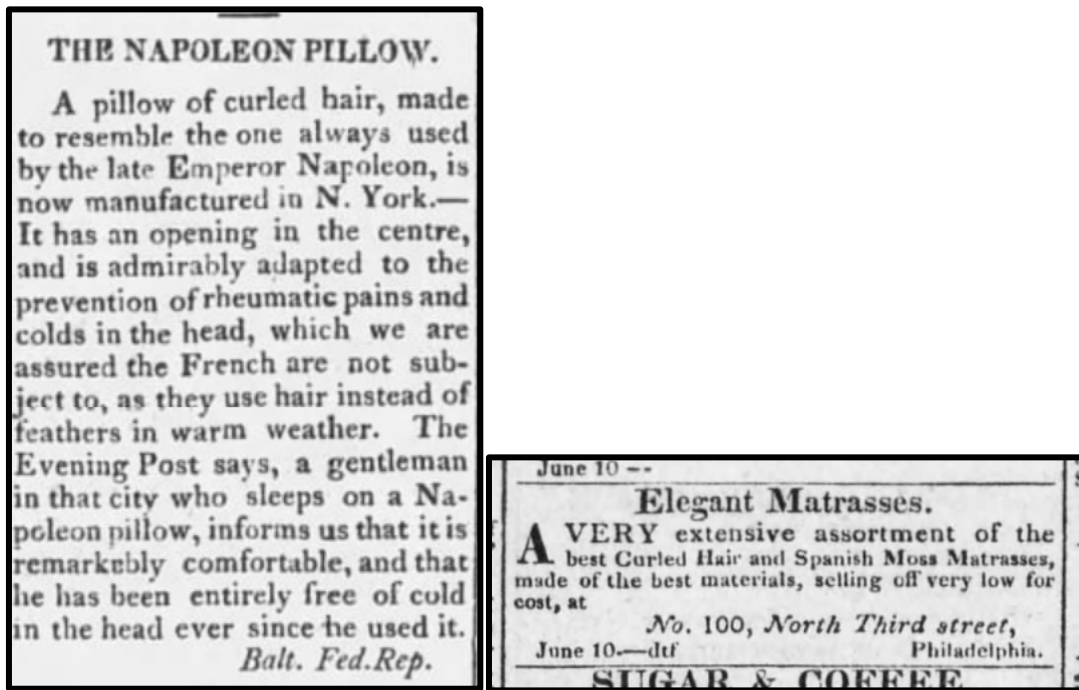 THE NAPOLEON PILLOW.
A pillow of curled hair, made
to resemble the one always used
by the late Emperor Napoleon, is
now manufactured in N. York.—
It has an opening in the centre,
and is admirably adapted to the
prevention of rheumatic pains and
colds in the head, which we are
assured the French are not sub-
ject to, as they use hair instead of
feathers in warm weather. The
Evening Post says, a gentleman
in that city who sleeps on a Na-
poleon pillow, informs us that it is
remarkebly comfortable, and that
he has been entirely free of cold
in the head ever since he used it.
Balt. Fed. Rep.
June 10 --
Elegant Matrasses.
A VERY extensive assortment of the
best Curled Hair and Spanish Moss Matrasses,
made of the best materials, selling off very low for
cost, at
No. 100, North Third street,
June 10.—dtf Philadelphia.
SUGAR & COFFEE